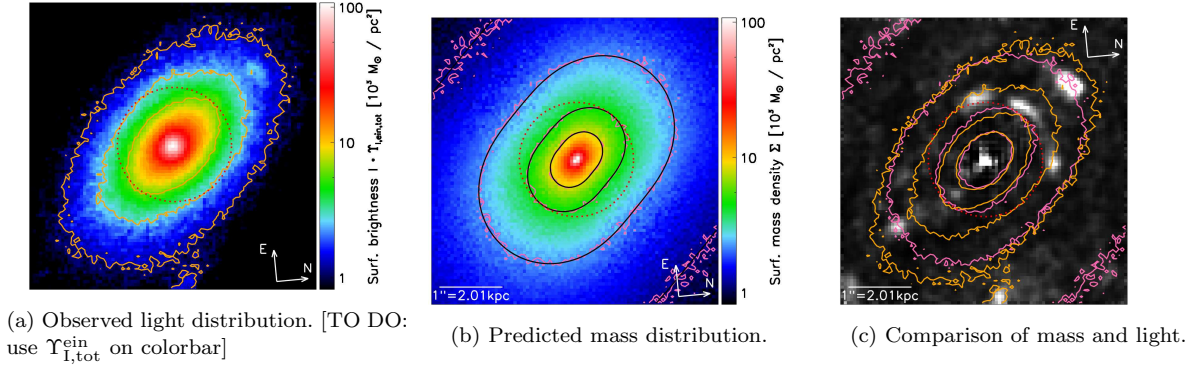 100
10
1
Surf. brightness I • ϒI,ein,tot [10³ M⊙ / pc²]
E
N
(a) Observed light distribution. [TO DO:
use ϒ^ein_I,tot on colorbar]
100
10
1
Surf. mass density Σ [10³ M⊙ / pc²]
E
N
1"=2.01kpc
(b) Predicted mass distribution.
E
N
1"=2.01kpc
(c) Comparison of mass and light.